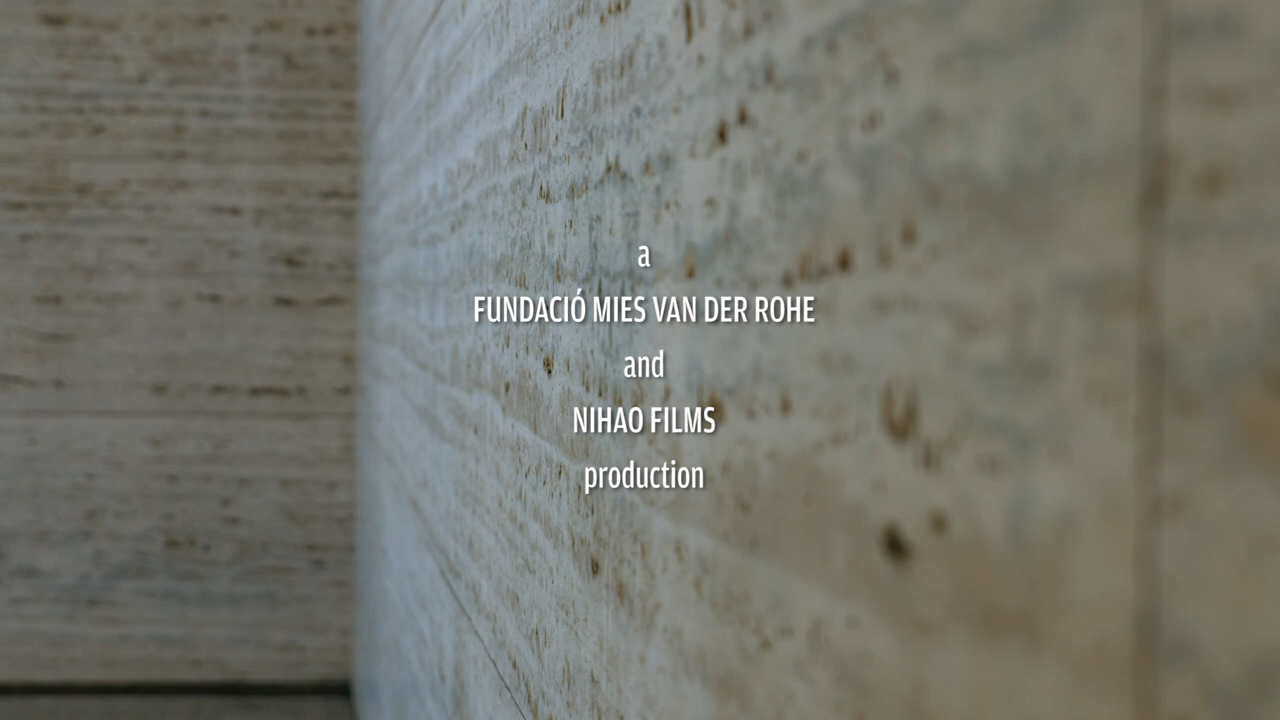 a
FUNDACIÓ MIES VAN DER ROHE
and
NIHAO FILMS
production